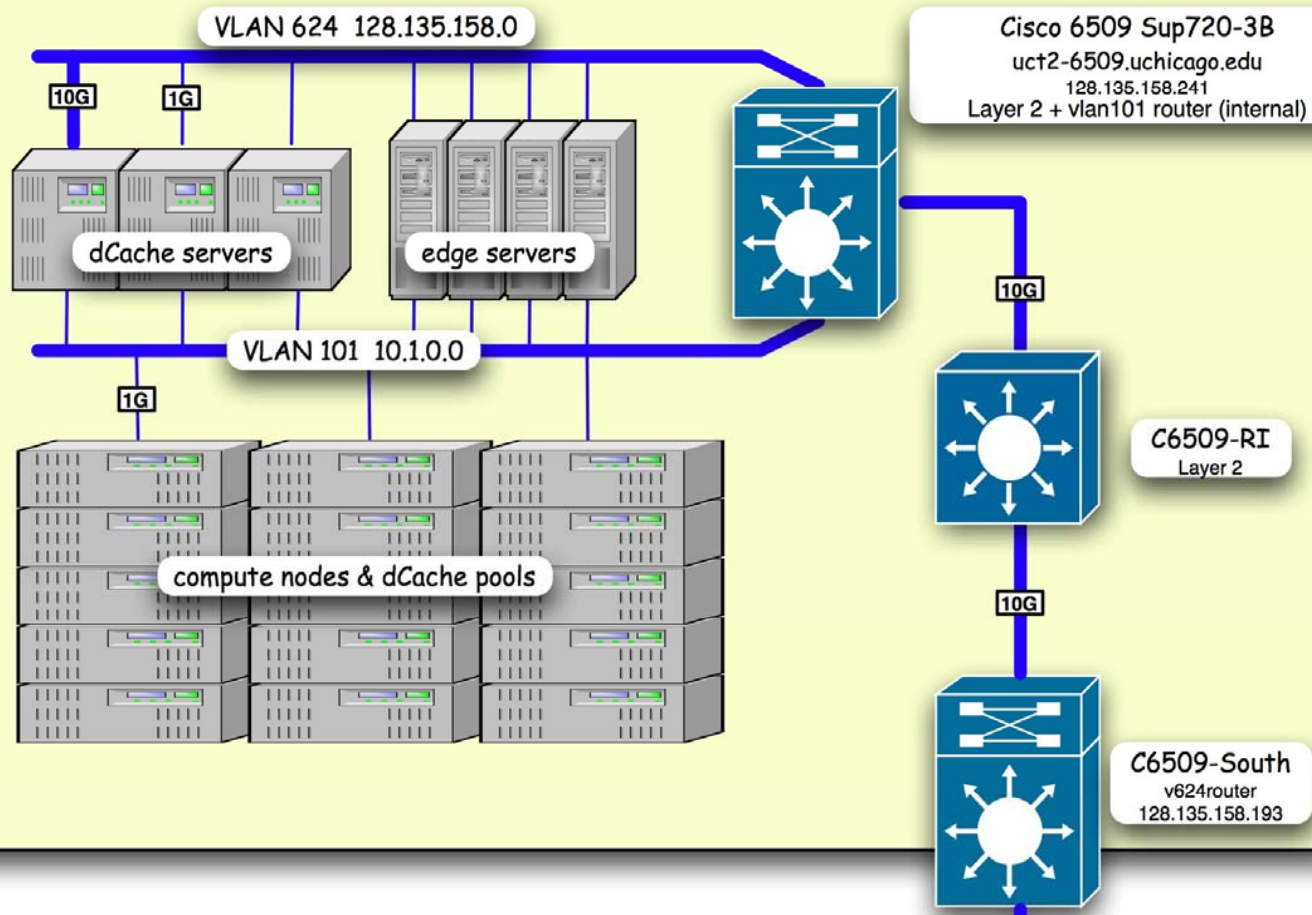 VLAN 624 128.135.158.0
Cisco 6509 Sup720-3B
uct2-6509.uchicago.edu
128.135.158.241
Layer 2 + vlan101 router (internal)
10G
1G
dCache servers
edge servers
10G
VLAN 101 10.1.0.0
1G
C6509-RI
Layer 2
compute nodes & dCache pools
10G
C6509-South
v624router
128.135.158.193